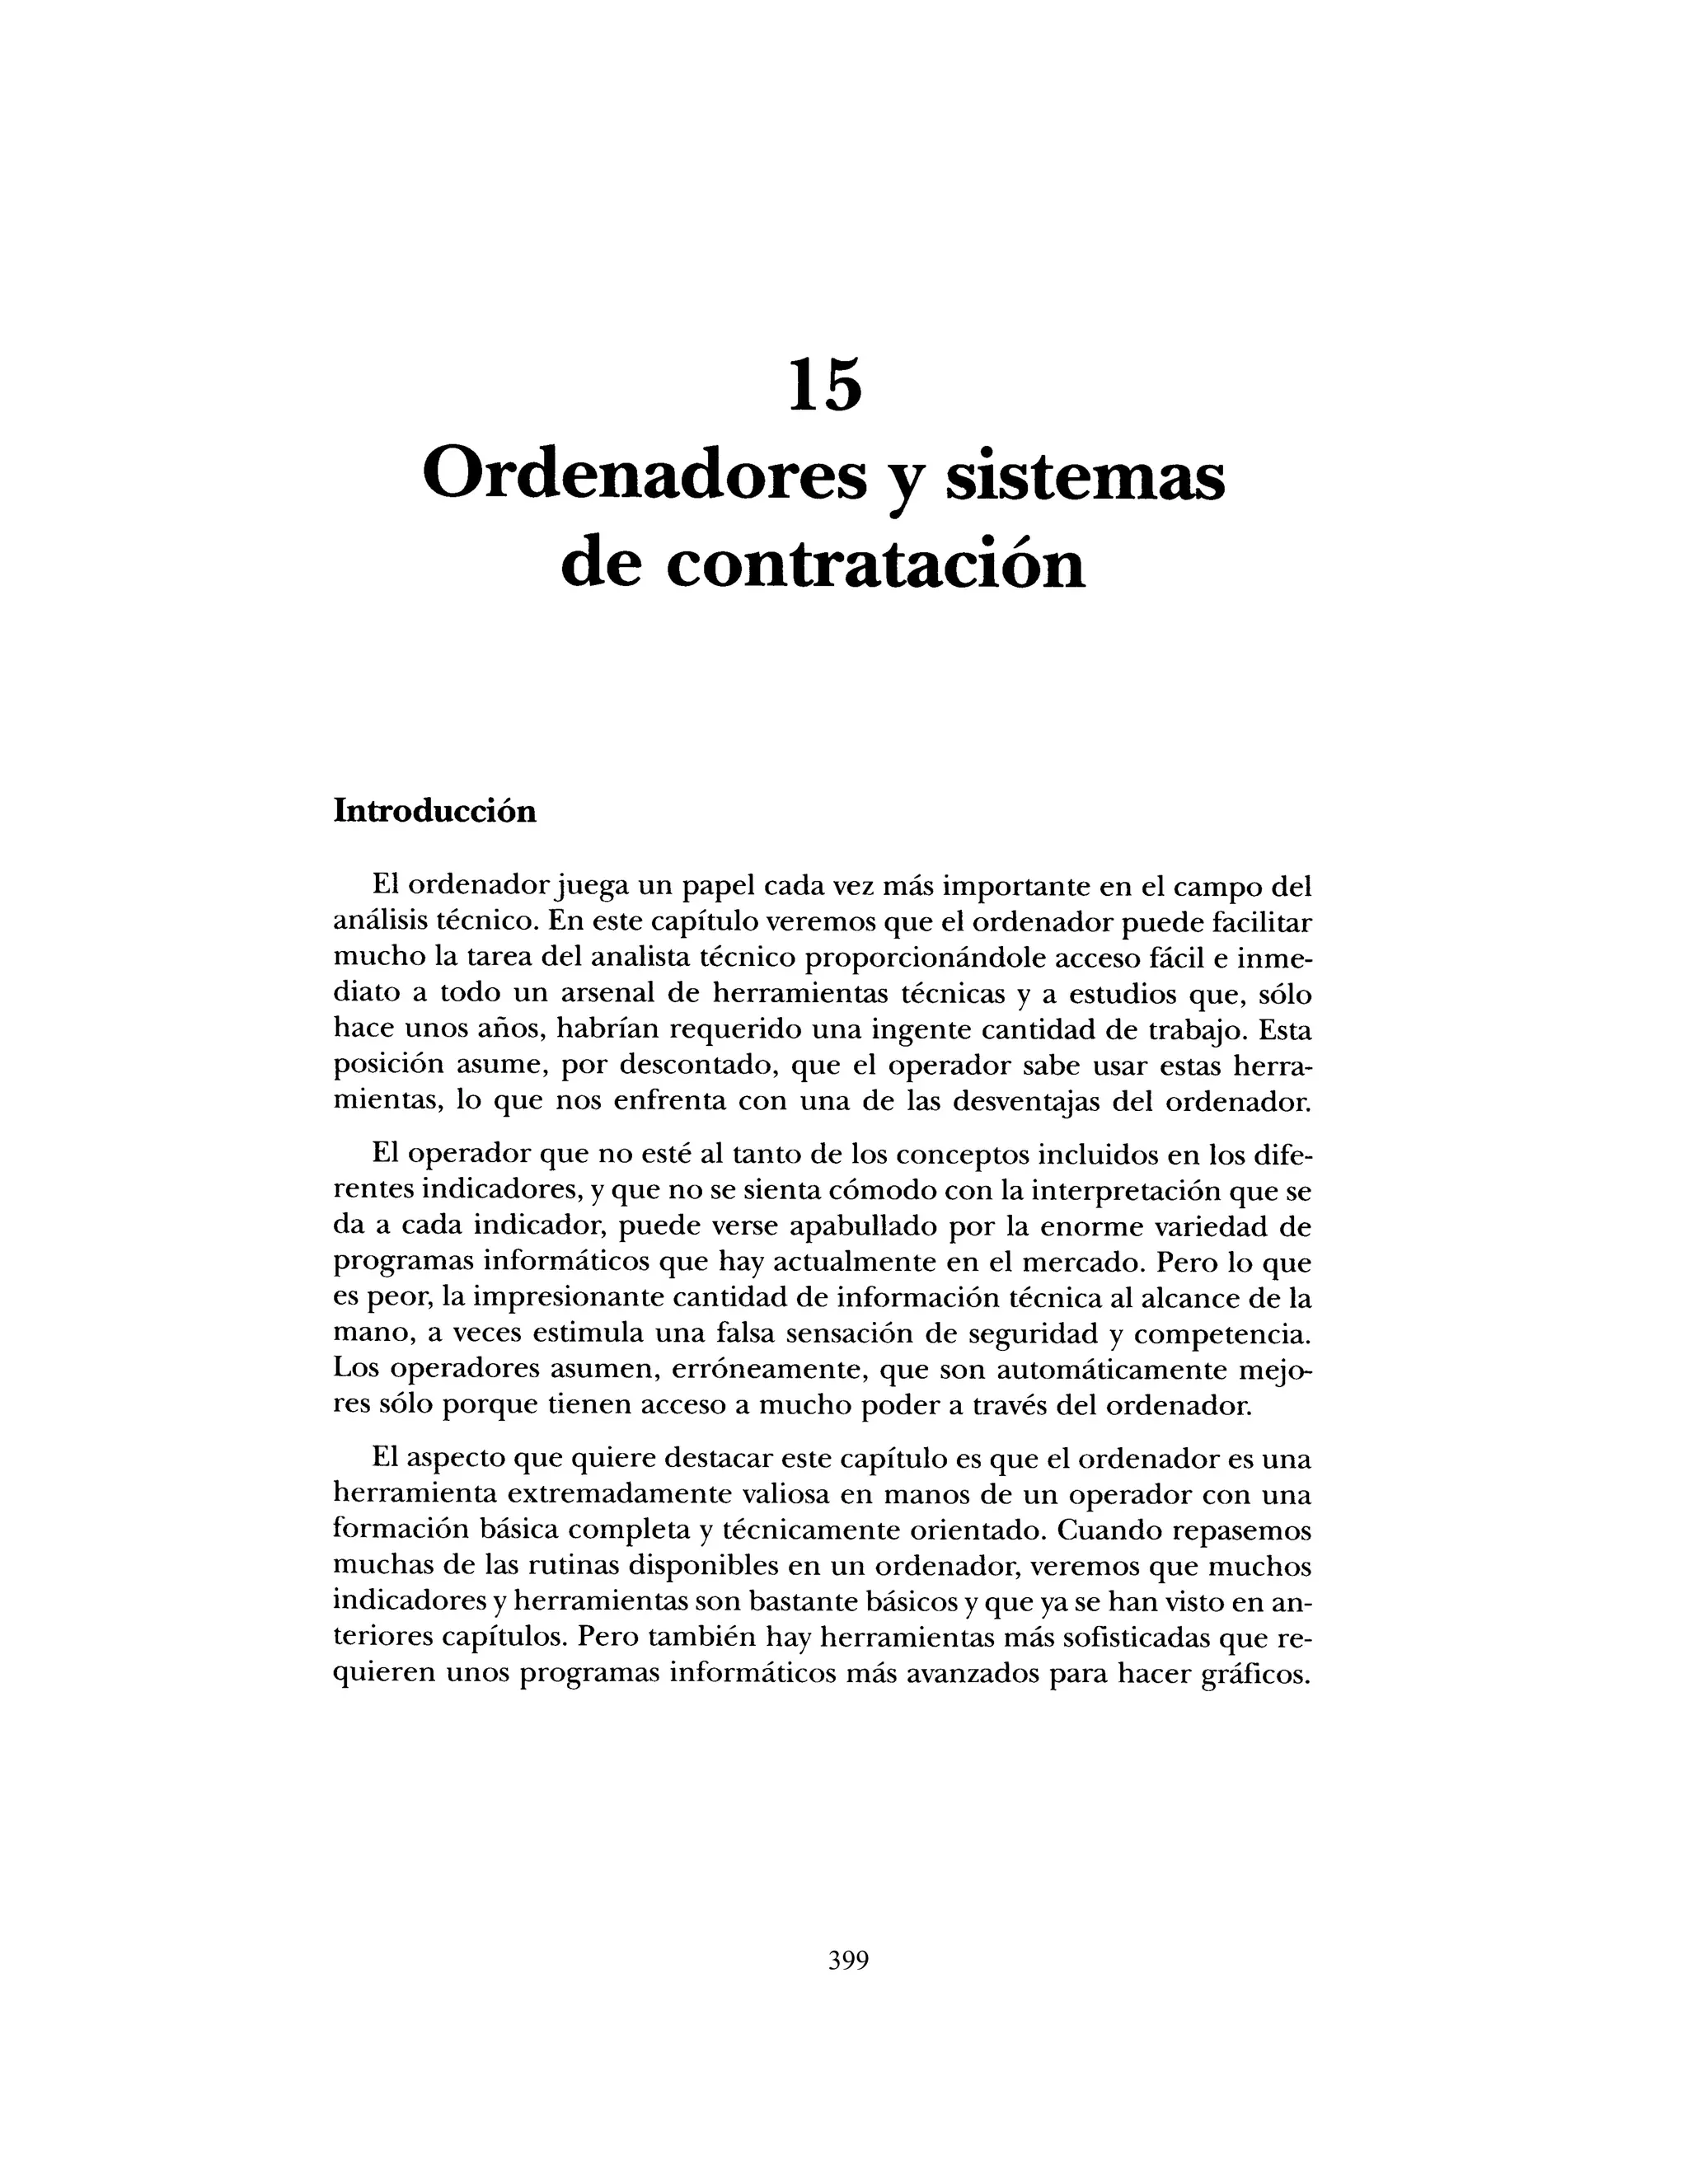 15
Ordenadores y sistemas
de contratación
Introducción
El ordenador juega un papel cada vez más importante en el campo del
análisis técnico. En este capítulo veremos que el ordenador puede facilitar
mucho la tarea del analista técnico proporcionándole acceso fácil e inme-
diato a todo un arsenal de herramientas técnicas y a estudios que, sólo
hace unos años, habrían requerido una ingente cantidad de trabajo. Esta
posición asume, por descontado, que el operador sabe usar estas herra-
mientas, lo que nos enfrenta con una de las desventajas del ordenador.
El operador que no esté al tanto de los conceptos incluidos en los dife-
rentes indicadores, y que no se sienta cómodo con la interpretación que se
da a cada indicador, puede verse apabullado por la enorme variedad de
programas informáticos que hay actualmente en el mercado. Pero lo que
es peor, la impresionante cantidad de información técnica al alcance de la
mano, a veces estimula una falsa sensación de seguridad y competencia.
Los operadores asumen, erróneamente, que son automáticamente mejo-
res sólo porque tienen acceso a mucho poder a través del ordenador.
El aspecto que quiere destacar este capítulo es que el ordenador es una
herramienta extremadamente valiosa en manos de un operador con una
formación básica completa y técnicamente orientado. Cuando repasemos
muchas de las rutinas disponibles en un ordenador, veremos que muchos
indicadores y herramientas son bastante básicos y que ya se han visto en an-
teriores capítulos. Pero también hay herramientas más sofisticadas que re-
quieren unos programas informáticos más avanzados para hacer gráficos.
399